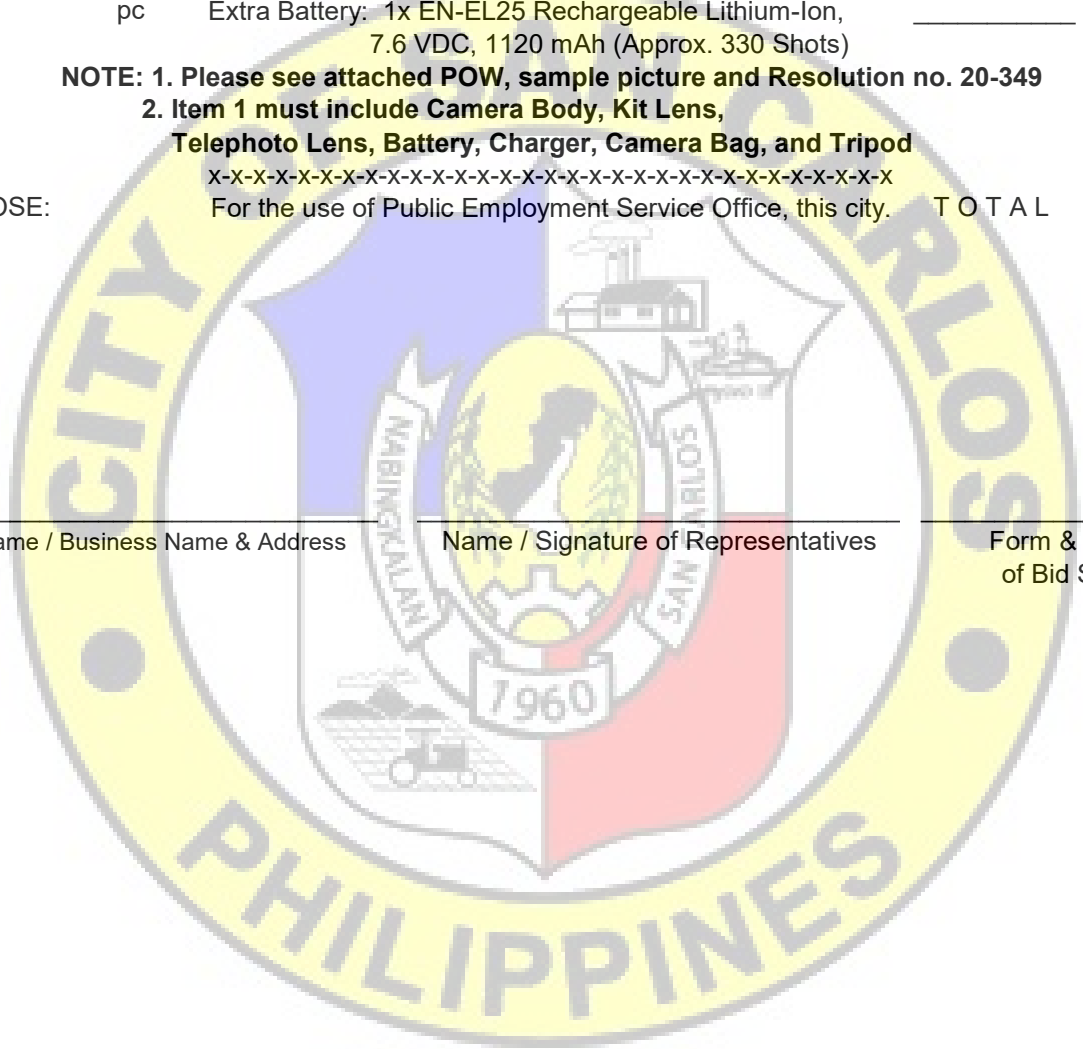 pc Extra Battery: 1x EN-EL25 Rechargeable Lithium-Ion, ____________
7.6 VDC, 1120 mAh (Approx. 330 Shots)
NOTE: 1. Please see attached POW, sample picture and Resolution no. 20-349
2. Item 1 must include Camera Body, Kit Lens,
Telephoto Lens, Battery, Charger, Camera Bag, and Tripod
x-x-x-x-x-x-x-x-x-x-x-x-x-x-x-x-x-x-x-x-x-x-x-x-x-x-x-x-x-x-x
OSE: For the use of Public Employment Service Office, this city. T O T A L
ame / Business Name & Address Name / Signature of Representatives Form &
of Bid S
CITY OF SAN CARLOS
NABINGKALAN
SAN CARLOS
1960
PHILIPPINES